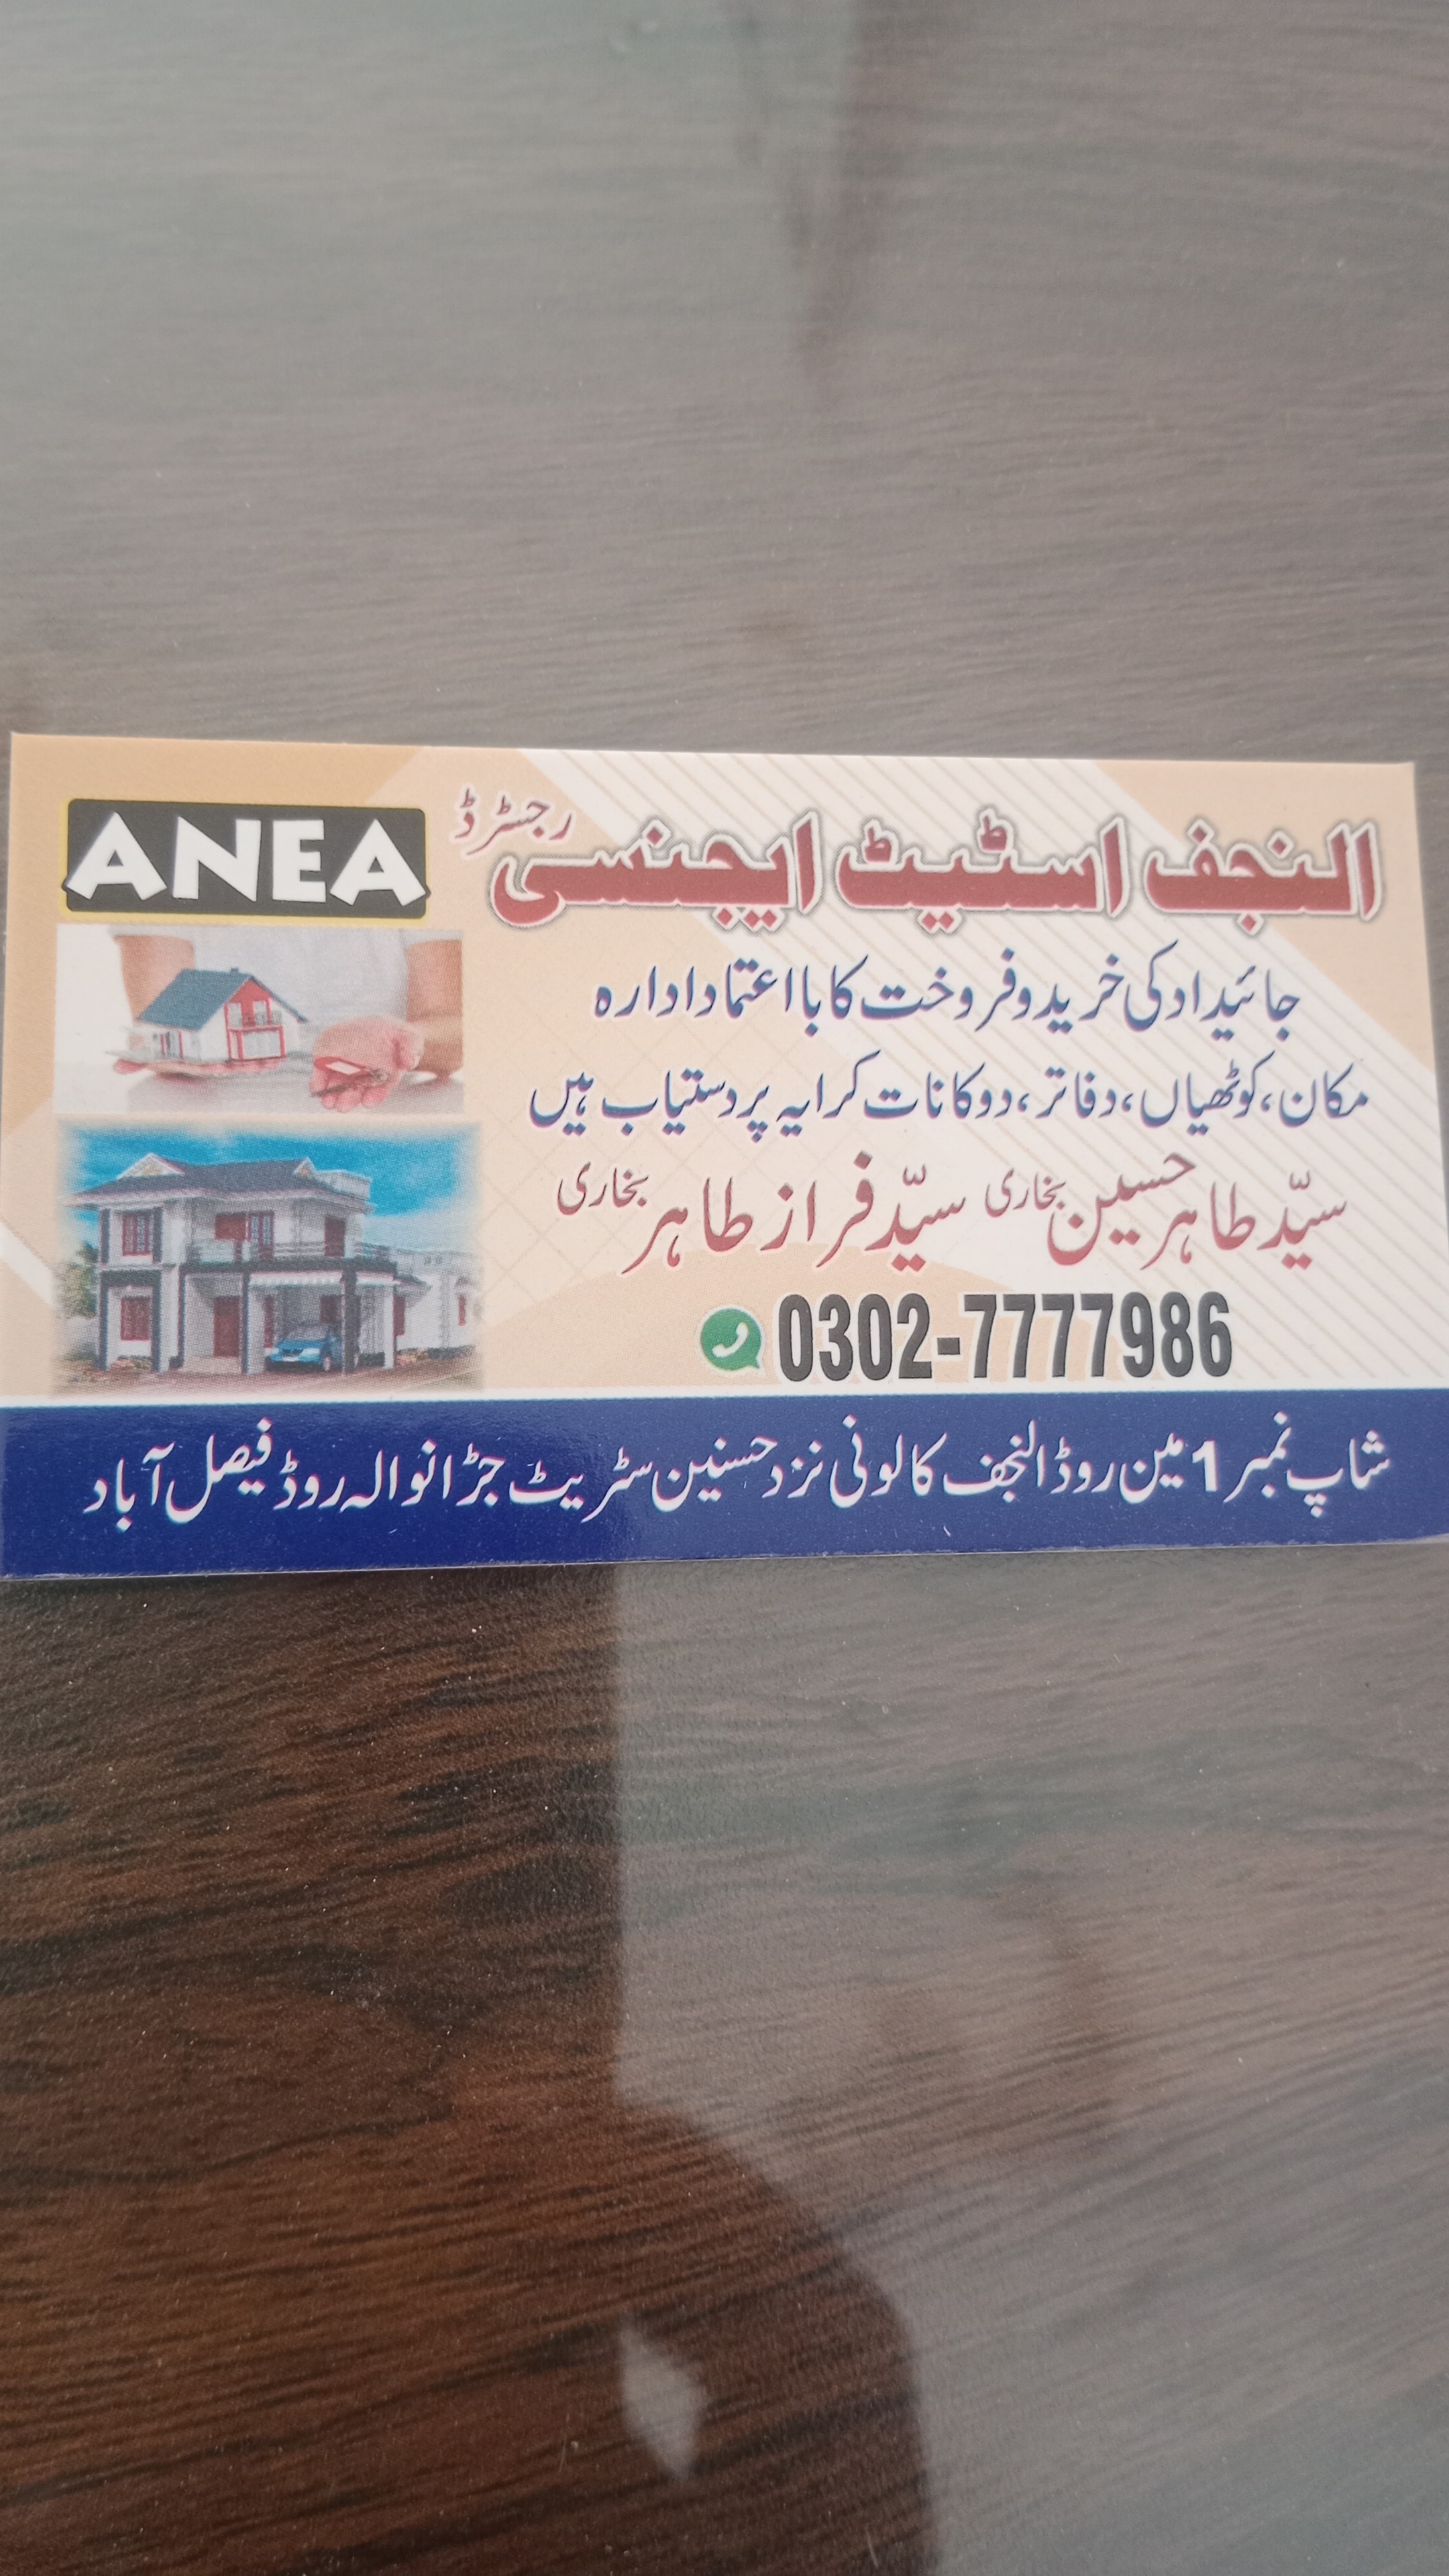 ANEA
النجف اسٹیٹ ایجنسی رجسٹرڈ
جائیداد کی خرید و فروخت کا با اعتماد ادارہ
مکان، کوٹھیاں، دفاتر، دوکانات کرایہ پر دستیاب ہیں
سیّد طاہر حسین بخاری سیّد فراز طاہر بخاری
0302-7777986
شاپ نمبر 1 مین روڈ النجف کالونی نزد حسنین سٹریٹ جڑانوالہ روڈ فیصل آباد